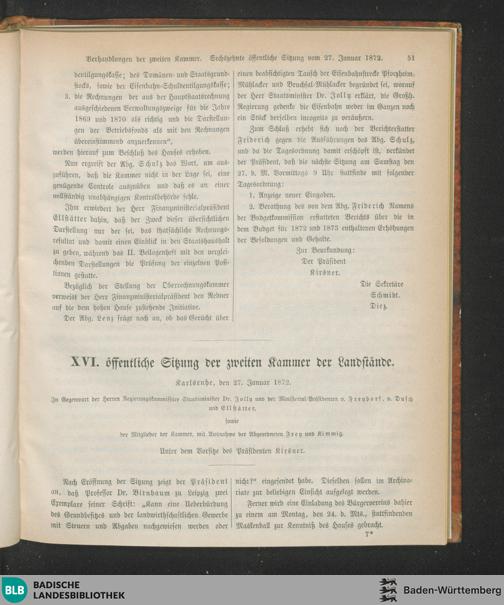 Verhandlungen der zweiten Kammer. Sechszehnte öffentliche Sitzung vom 27. Januar 1872. 51
dentilgungskasse; des Domänen- und Staatsgrund-
stocks, sowie der Eisenbahn-Schuldentilgungskasse;
3. die Rechnungen der aus der Hauptstaatsrechnung
ausgeschiedenen Verwaltungszweige für die Jahre
1869 und 1870 als richtig und die Darstellun-
gen der Betriebsfonds als mit den Rechnungen
übereinstimmend anzuerkennen",
werden hierauf zum Beschluß des Hauses erhoben.
Nun ergreift der Abg. Schulz das Wort, um aus-
zuführen, daß die Kammer nicht in der Lage sei, eine
genügende Controle auszuüben und daß es an einer
vollständig unabhängigen Kontrolbehörde fehle.
Ihm erwidert der Herr Finanzministerialpräsident
Ellstätter dahin, daß der Zweck dieser übersichtlichen
Darstellung nur der sei, das thatsächliche Rechnungs-
resultat und damit einen Einblick in den Staatshaushalt
zu geben, während das II. Beilagenheft mit den verglei-
chenden Darstellungen die Prüfung der einzelnen Posi-
tionen gestatte.
Bezüglich der Stellung der Oberrechnungskammer
verweist der Herr Finanzministerialpräsident den Redner
auf die dem hohen Hause zustehende Initiative.
Der Abg. Lenz frägt noch an, ob das Gerücht über
einen beabsichtigten Tausch der Eisenbahnstrecke Pforzheim-
Mühlacker und Bruchsal-Mühlacker begründet sei, worauf
der Herr Staatsminister Dr. Jolly erklärt, die Großh.
Regierung gedenke die Eisenbahn weder im Ganzen noch
ein Stück derselben incognito zu veräußern.
Zum Schluß erhebt sich noch der Berichterstatter
Friderich gegen die Ausführungen des Abg. Schulz,
und da die Tagesordnung damit erschöpft ist, verkündet
der Präsident, daß die nächste Sitzung am Samstag den
27. d. M. Vormittags 9 Uhr stattfinde mit folgender
Tagesordnung:
1. Anzeige neuer Eingaben.
2. Berathung des von dem Abg. Friderich Namens
der Budgetkommission erstatteten Berichts über die in
dem Budget für 1872 und 1873 enthaltenen Erhöhungen
der Besoldungen und Gehalte.
Zur Beurkundung:
Der Präsident
Kirsner.
Die Sekretäre
Schmidt.
Dietz.
XVI. öffentliche Sitzung der zweiten Kammer der Landstände.
Karlsruhe, den 27. Januar 1872.
In Gegenwart der Herren Regierungskommissäre Staatsminister Dr. Jolly und der Ministerial-Präsidenten v. Freydorf, v. Dusch
und Ellstätter,
sowie
der Mitglieder der Kammer, mit Ausnahme der Abgeordneten Frey und Kimmig.
Unter dem Vorsitze des Präsidenten Kirsner.
Nach Eröffnung der Sitzung zeigt der Präsident
an, daß Professor Dr. Birnbaum zu Leipzig zwei
Exemplare seiner Schrift: „Kann eine Ueberbürdung
des Grundbesitzes und der landwirthschaftlichen Gewerbe
mit Steuern und Abgaben nachgewiesen werden oder
nicht?" eingesendet habe. Dieselben sollen im Archiva-
riate zur beliebigen Einsicht aufgelegt werden.
Ferner wird eine Einladung des Bürgervereins dahier
zu einem am Montag, den 24. d. Mts., stattfindenden
Maskenball zur Kenntniß des Hauses gebracht.
7*
BLB BADISCHE
LANDESBIBLIOTHEK
Baden-Württemberg